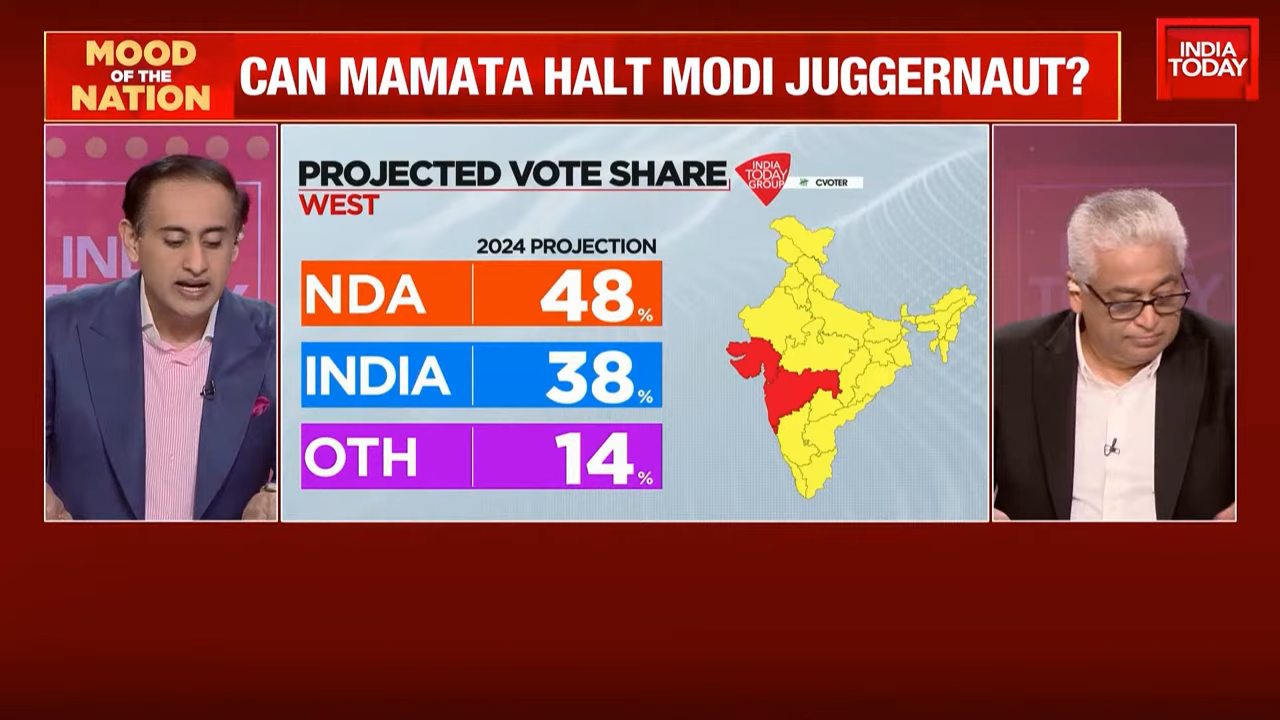 MOOD
OF THE
NATION
CAN MAMATA HALT MODI JUGGERNAUT?
INDIA
TODAY
PROJECTED VOTE SHARE
INDIA
TODAY
GROUP
CVOTER
WEST
2024 PROJECTION
NDA 48%
INDIA 38%
OTH 14%